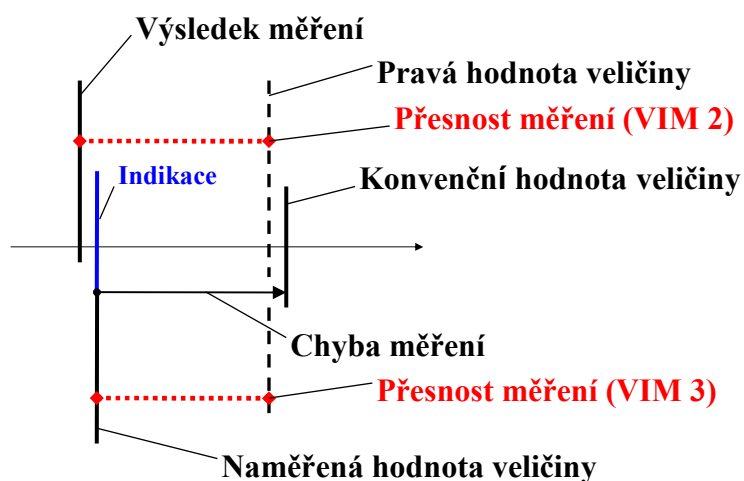 Výsledek měření
Pravá hodnota veličiny
Přesnost měření (VIM 2)
Indikace
Konvenční hodnota veličiny
Chyba měření
Přesnost měření (VIM 3)
Naměřená hodnota veličiny